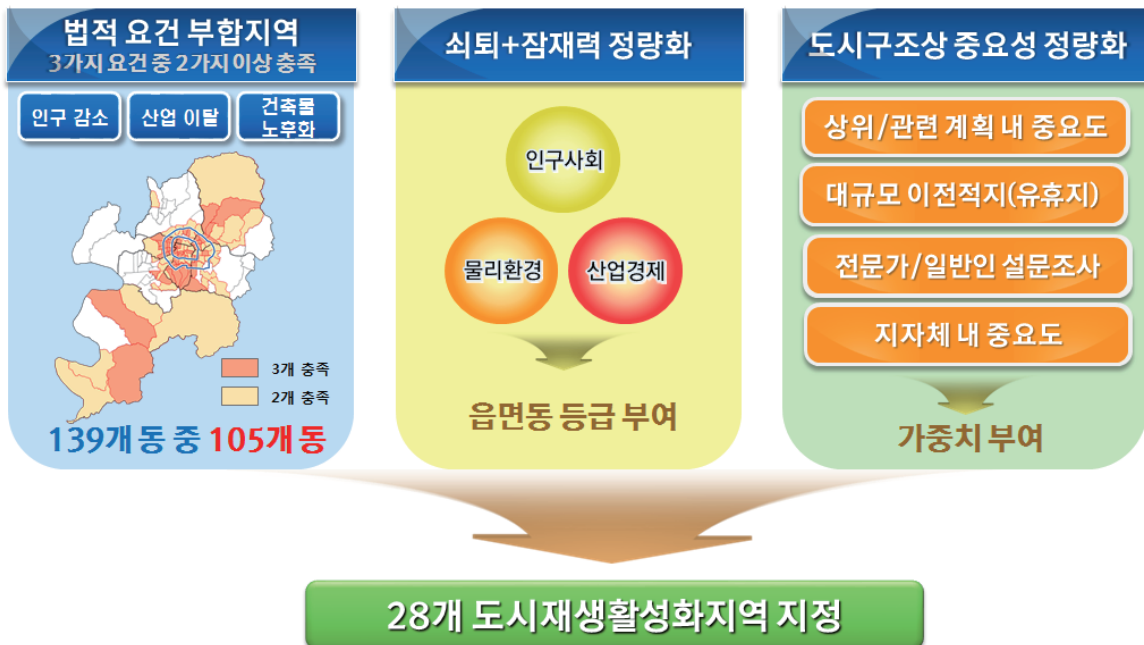 법적 요건 부합지역
3가지 요건 중 2가지 이상 충족
인구 감소
산업 이탈
건축물
노후화
3개 충족
2개 충족
139개 동 중 105개 동
쇠퇴+잠재력 정량화
인구사회
물리환경
산업경제
읍면동 등급 부여
도시구조상 중요성 정량화
상위/관련 계획 내 중요도
대규모 이전적지(유휴지)
전문가/일반인 설문조사
지자체 내 중요도
가중치 부여
28개 도시재생활성화지역 지정